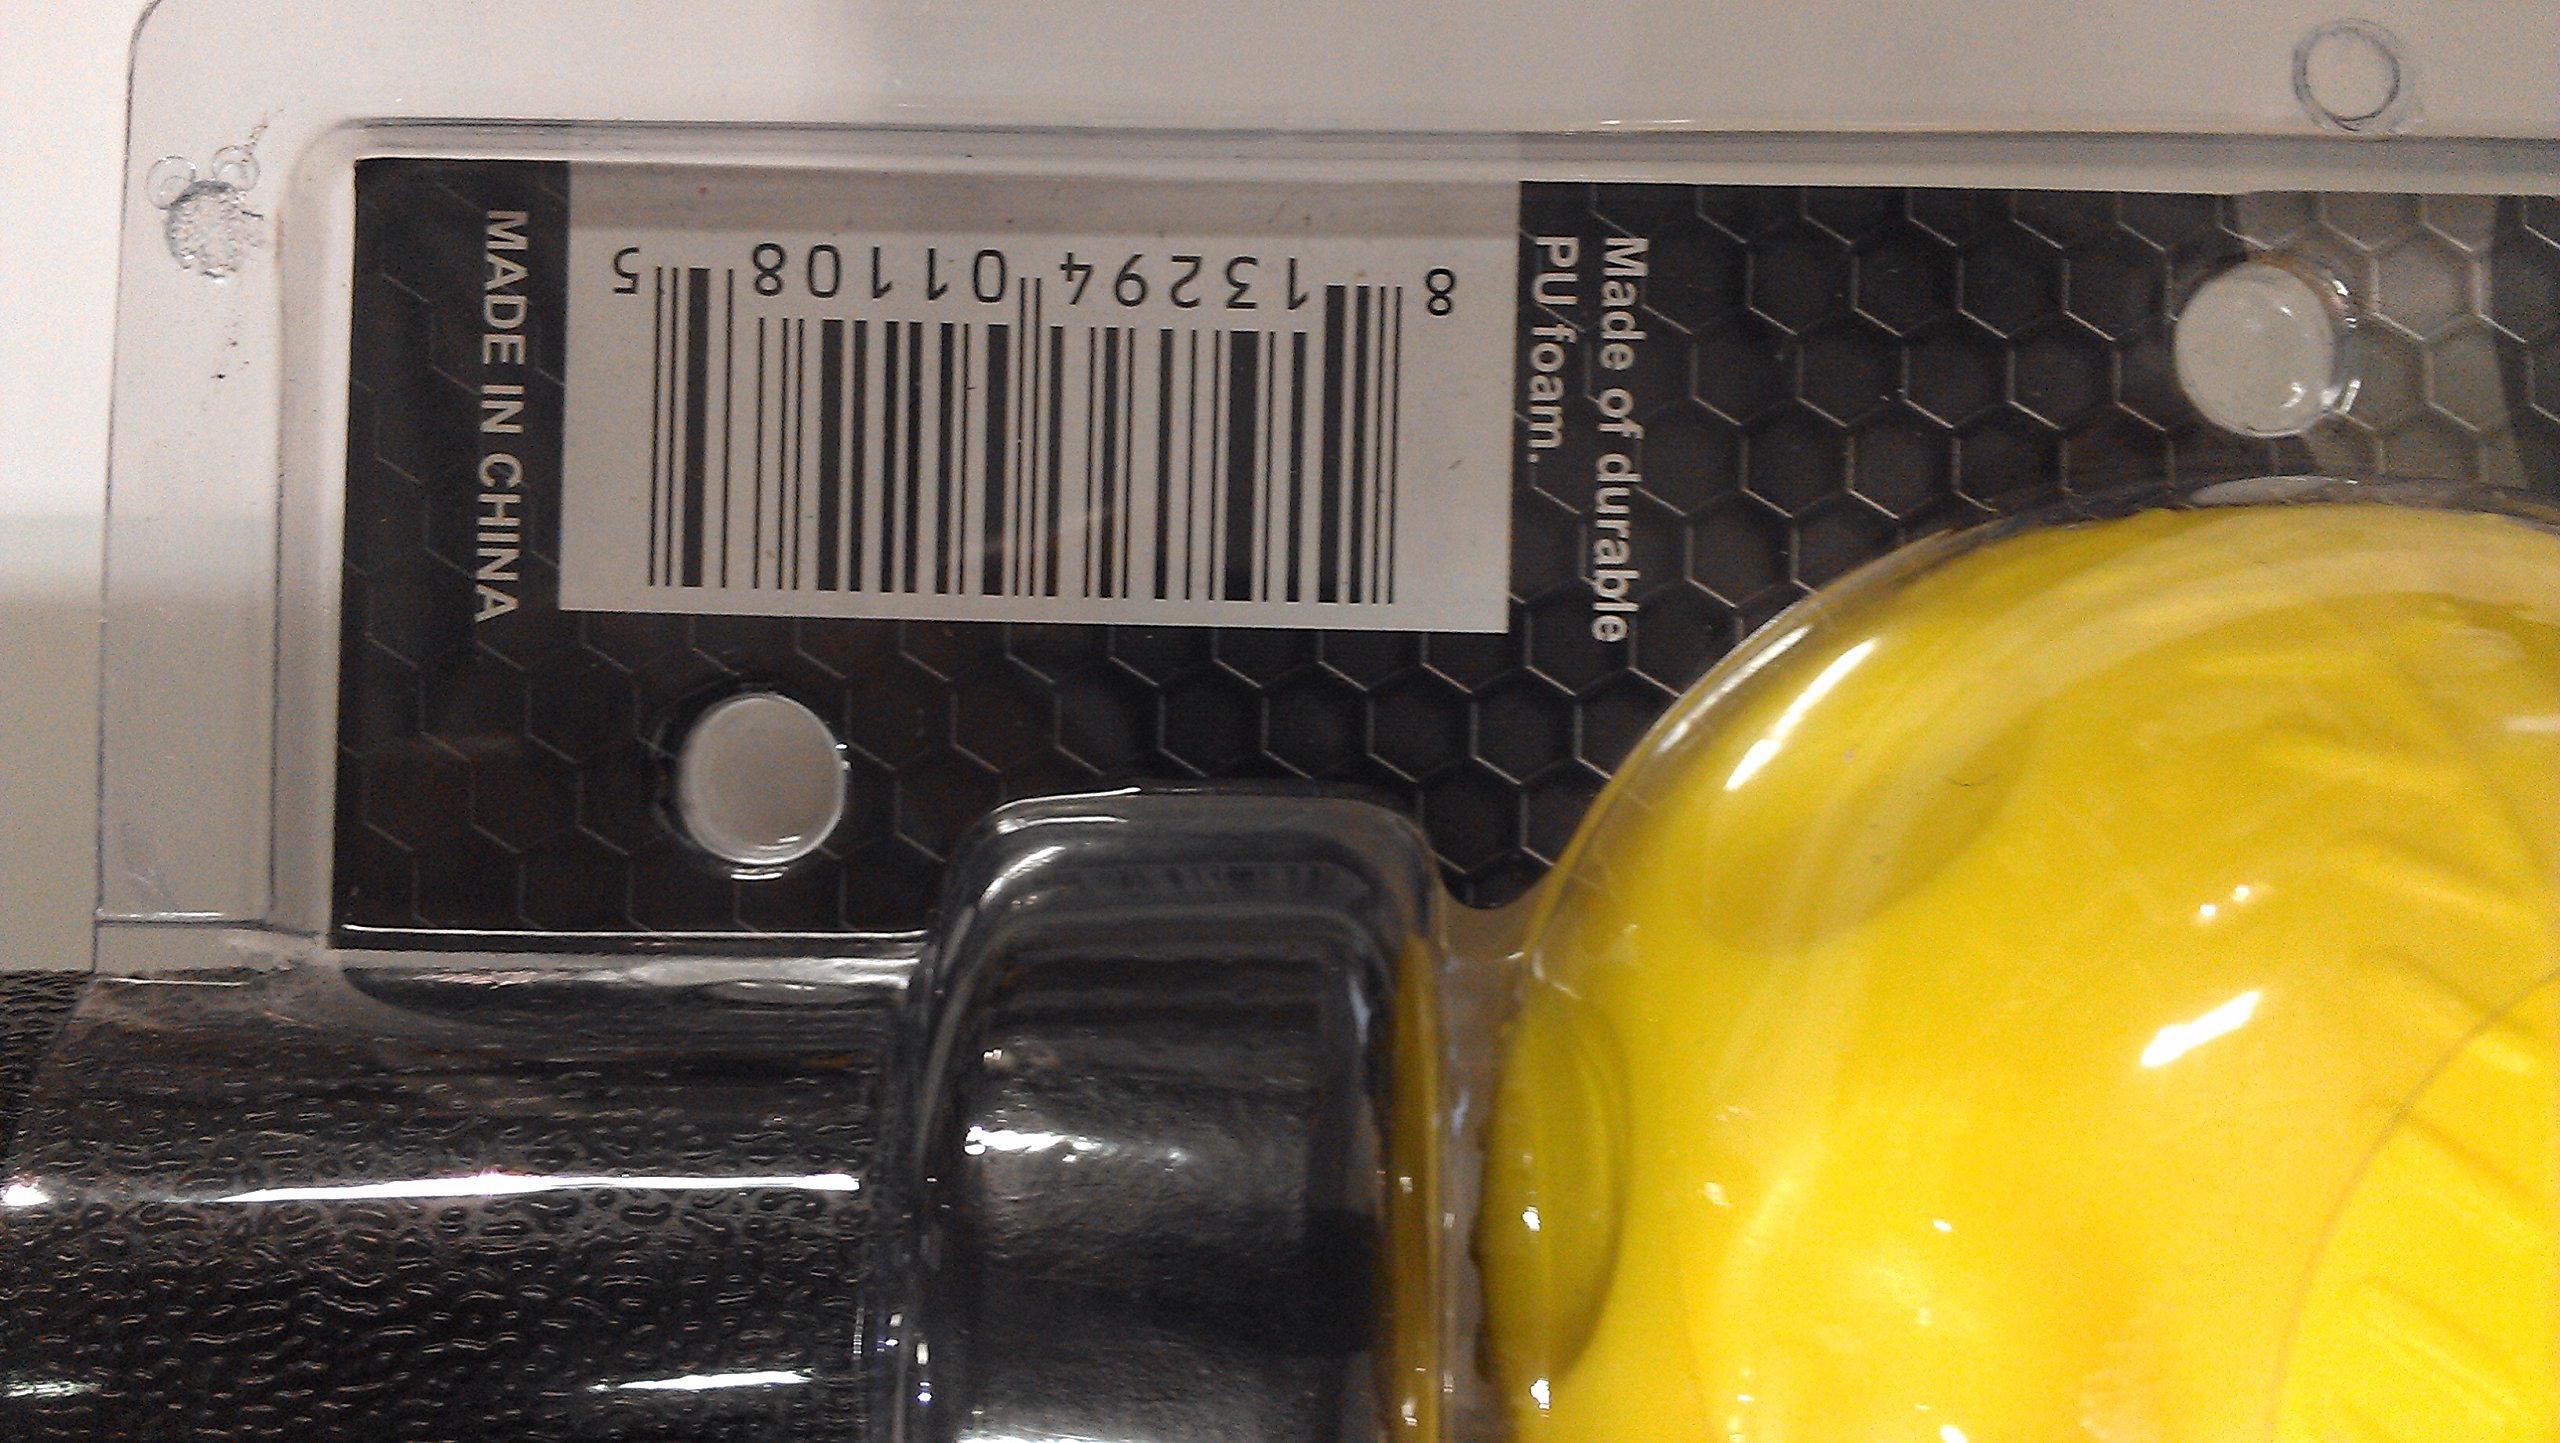 Made of durable
PU foam.
8 13294 01108 5
MADE IN CHINA